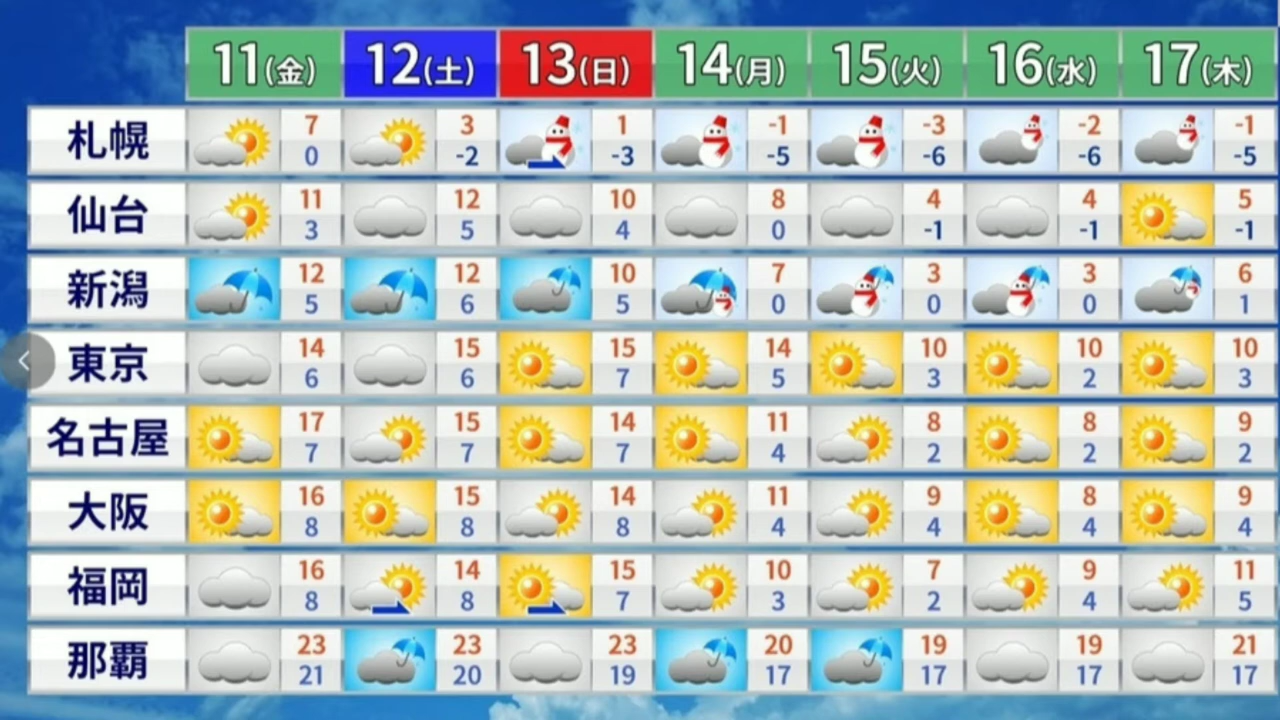 11(金) 12(土) 13(日) 14(月) 15(火) 16(水) 17(木)
札幌 7 0 3 -2 1 -3 -1 -5 -3 -6 -2 -6 -1 -5
仙台 11 3 12 5 10 4 8 0 4 -1 4 -1 5 -1
新潟 12 5 12 6 10 5 7 0 3 0 3 0 6 1
東京 14 6 15 6 15 7 14 5 10 3 10 2 10 3
名古屋 17 7 15 7 14 7 11 4 8 2 8 2 9 2
大阪 16 8 15 8 14 8 11 4 9 4 8 4 9 4
福岡 16 8 14 8 15 7 10 3 7 2 9 4 11 5
那覇 23 21 23 20 23 19 20 17 19 17 19 17 21 17